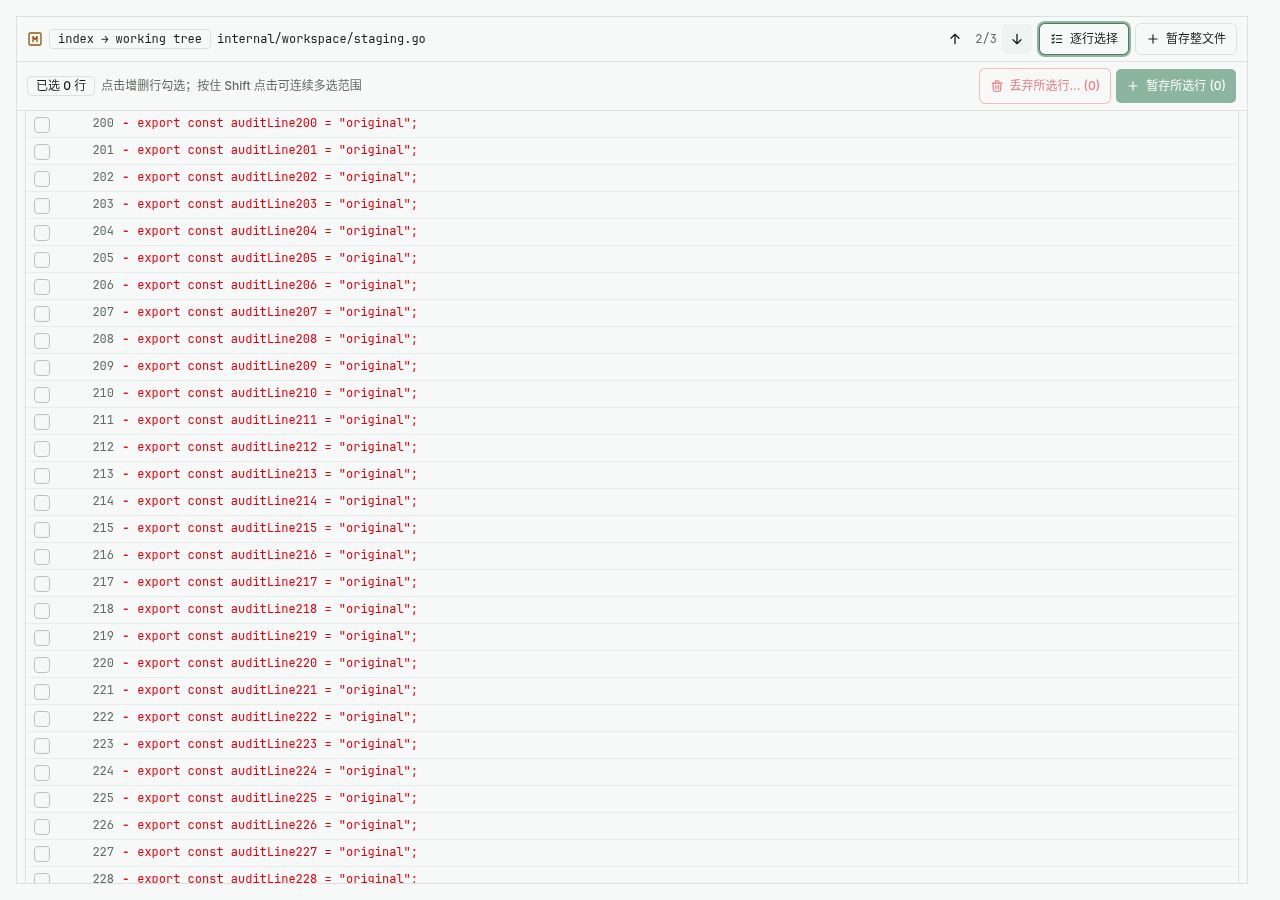 M index → working tree internal/workspace/staging.go 2/3 逐行选择 暂存整文件
已选 0 行 点击增删行勾选；按住 Shift 点击可连续多选范围 丢弃所选行... (0) 暂存所选行 (0)
200 - export const auditLine200 = "original";
201 - export const auditLine201 = "original";
202 - export const auditLine202 = "original";
203 - export const auditLine203 = "original";
204 - export const auditLine204 = "original";
205 - export const auditLine205 = "original";
206 - export const auditLine206 = "original";
207 - export const auditLine207 = "original";
208 - export const auditLine208 = "original";
209 - export const auditLine209 = "original";
210 - export const auditLine210 = "original";
211 - export const auditLine211 = "original";
212 - export const auditLine212 = "original";
213 - export const auditLine213 = "original";
214 - export const auditLine214 = "original";
215 - export const auditLine215 = "original";
216 - export const auditLine216 = "original";
217 - export const auditLine217 = "original";
218 - export const auditLine218 = "original";
219 - export const auditLine219 = "original";
220 - export const auditLine220 = "original";
221 - export const auditLine221 = "original";
222 - export const auditLine222 = "original";
223 - export const auditLine223 = "original";
224 - export const auditLine224 = "original";
225 - export const auditLine225 = "original";
226 - export const auditLine226 = "original";
227 - export const auditLine227 = "original";
228 - export const auditLine228 = "original";